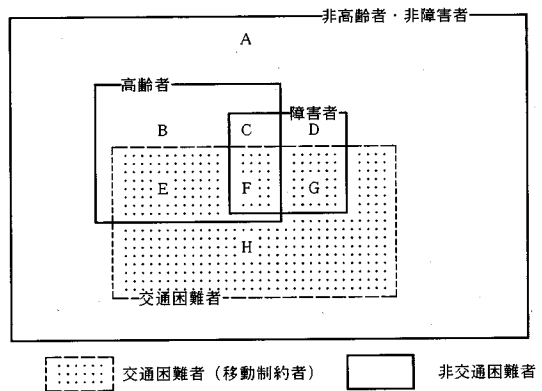 非高齢者・非障害者
A
高齢者
障害者
B C D
E F G
H
交通困難者
交通困難者（移動制約者） 非交通困難者